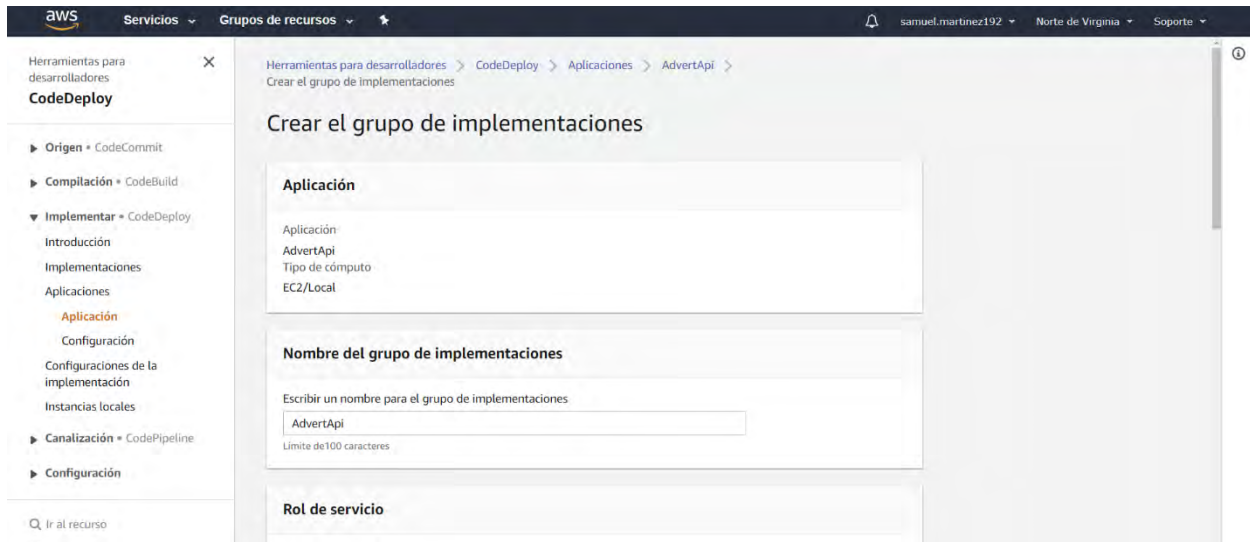 aws
Servicios
Grupos de recursos
samuel.martinez192
Norte de Virginia
Soporte
Herramientas para
desarrolladores
CodeDeploy
Origen • CodeCommit
Compilación • CodeBuild
Implementar • CodeDeploy
Introducción
Implementaciones
Aplicaciones
Aplicación
Configuración
Configuraciones de la
implementación
Instancias locales
Canalización • CodePipeline
Configuración
Ir al recurso
Herramientas para desarrolladores > CodeDeploy > Aplicaciones > AdvertApi >
Crear el grupo de implementaciones
Crear el grupo de implementaciones
Aplicación
Aplicación
AdvertApi
Tipo de cómputo
EC2/Local
Nombre del grupo de implementaciones
Escribir un nombre para el grupo de implementaciones
AdvertApi
Límite de100 caracteres
Rol de servicio